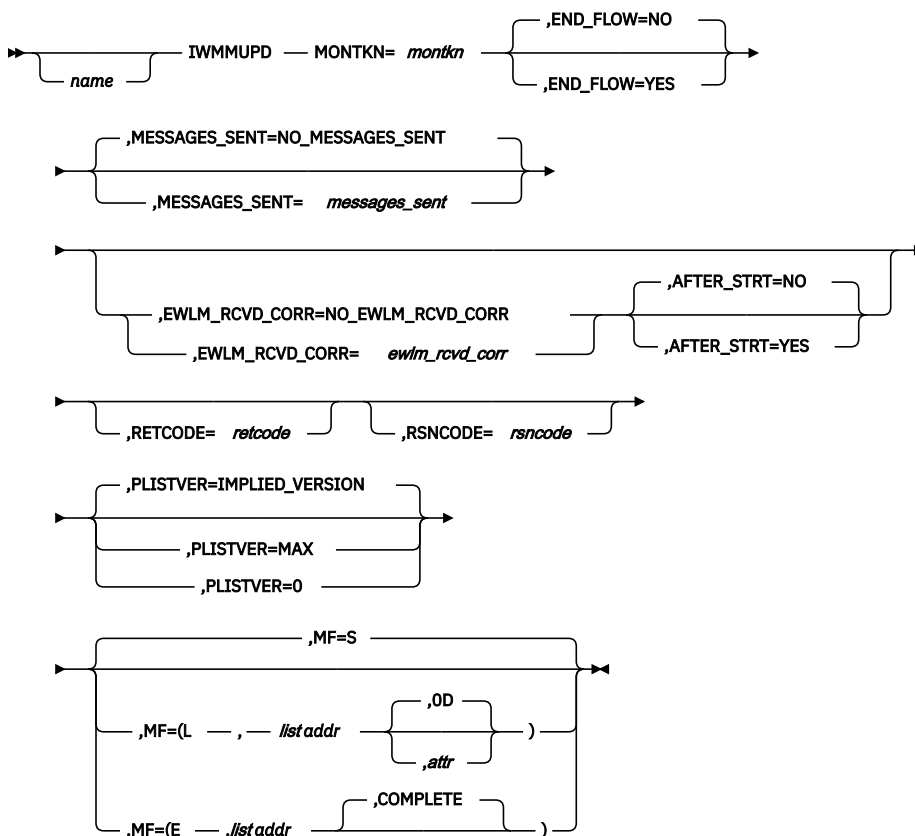 ,END_FLOW=NO
name IWMMUPD MONTKN= montkn
,END_FLOW=YES
,MESSAGES_SENT=NO_MESSAGES_SENT
,MESSAGES_SENT= messages_sent
,AFTER_STRT=NO
,EWLM_RCVD_CORR=NO_EWLM_RCVD_CORR
,EWLM_RCVD_CORR= ewlm_rcvd_corr ,AFTER_STRT=YES
,RETCODE= retcode ,RSNCODE= rsncode
,PLISTVER=IMPLIED_VERSION
,PLISTVER=MAX
,PLISTVER=0
,MF=S
,0D
,MF=(L , list addr )
,attr
,COMPLETE
,MF=(E ,list addr )